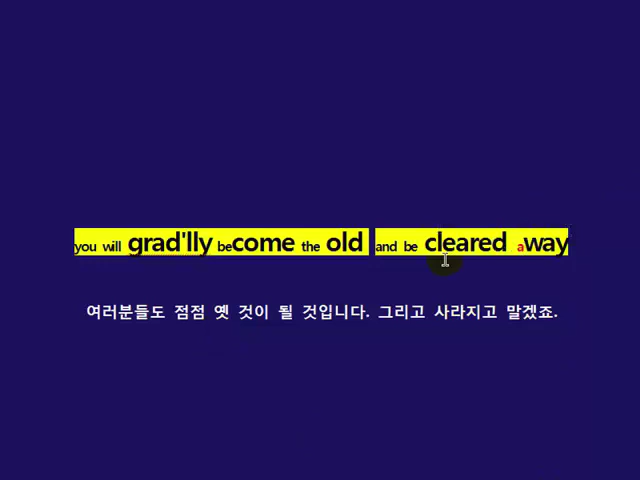 you will grad'lly become the old and be cleared away
여러분들도 점점 옛 것이 될 것입니다. 그리고 사라지고 말겠죠.